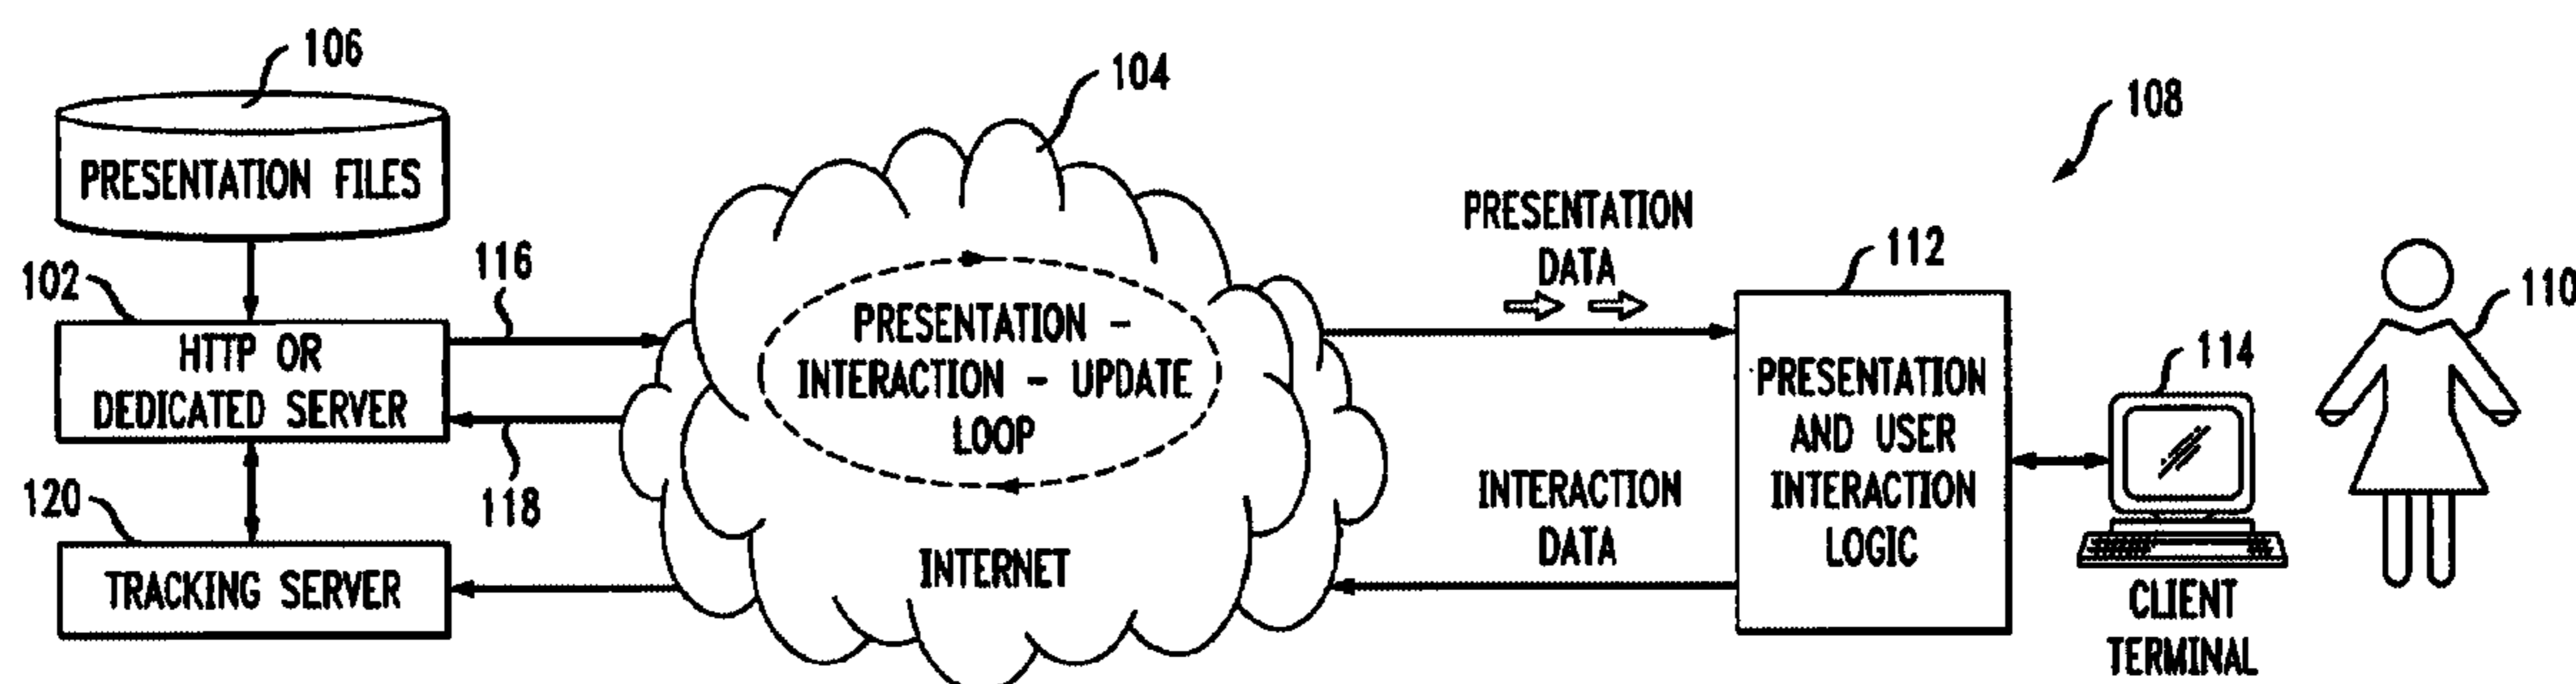 106
PRESENTATION FILES
102
HTTP OR
DEDICATED SERVER
116
118
120
TRACKING SERVER
104
PRESENTATION -
INTERACTION - UPDATE
LOOP
INTERNET
PRESENTATION
DATA
INTERACTION
DATA
108
112
PRESENTATION
AND USER
INTERACTION
LOGIC
114
CLIENT
TERMINAL
110